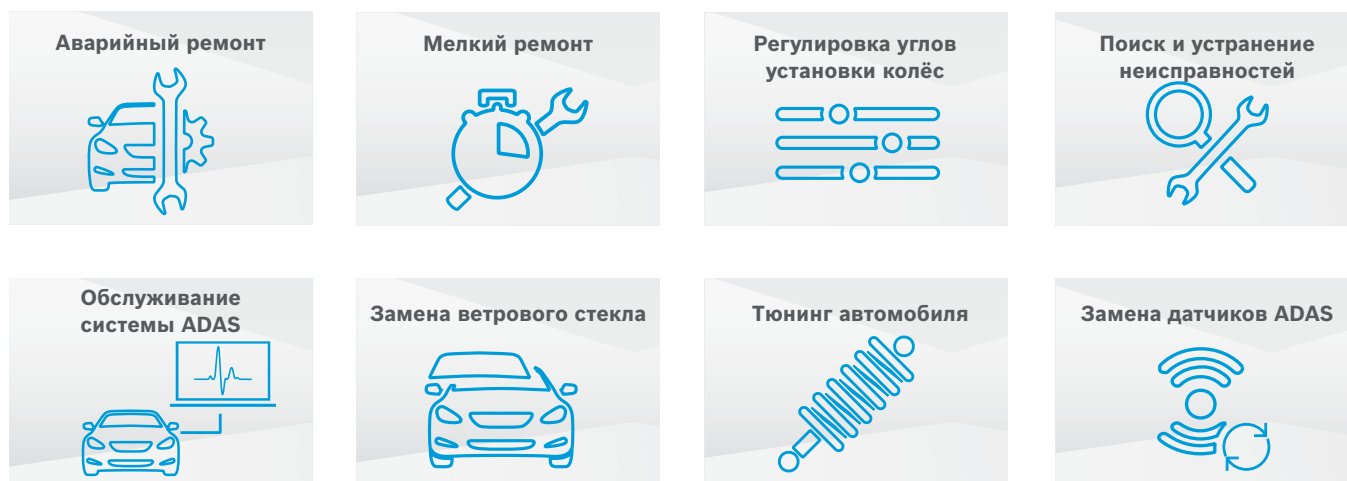 Аварийный ремонт
Мелкий ремонт
Регулировка углов
установки колёс
Поиск и устранение
неисправностей
Обслуживание
системы ADAS
Замена ветрового стекла
Тюнинг автомобиля
Замена датчиков ADAS